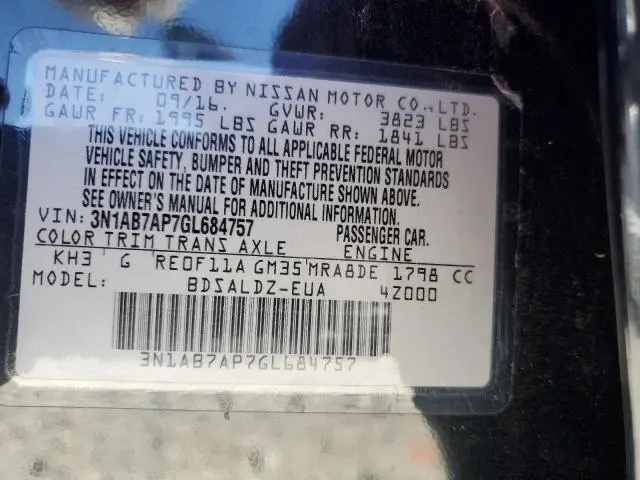 MANUFACTURED BY NISSAN MOTOR CO.,LTD.
DATE: 09/16. GVWR: 3823 LBS
GAWR FR: 1995 LBS GAWR RR: 1841 LBS
THIS VEHICLE CONFORMS TO ALL APPLICABLE FEDERAL MOTOR
VEHICLE SAFETY, BUMPER AND THEFT PREVENTION STANDARDS
IN EFFECT ON THE DATE OF MANUFACTURE SHOWN ABOVE.
SEE OWNER'S MANUAL FOR ADDITIONAL INFORMATION.
VIN: 3N1AB7AP7GL684757 PASSENGER CAR.
COLOR TRIM TRANS AXLE ENGINE
KH3 G RE0F11A GM35 MRA8DE 1798 CC
MODEL: BDSALDZ-EUA 4Z000
3N1AB7AP7GL684757